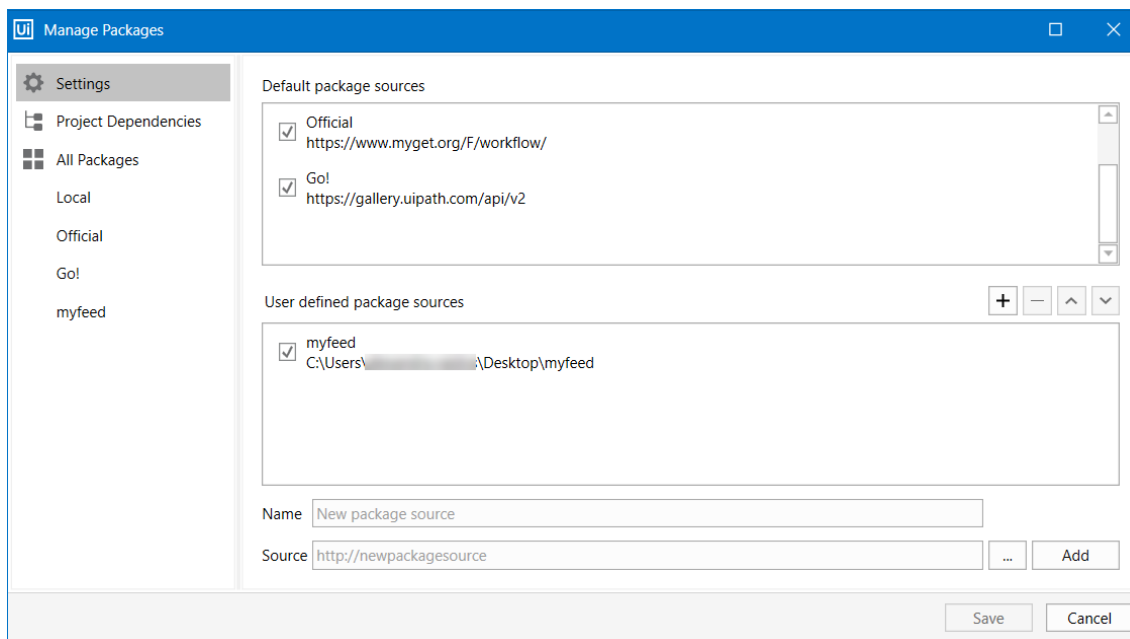 Ui Manage Packages
Settings
Project Dependencies
All Packages
Local
Official
Go!
myfeed
Default package sources
Official
https://www.myget.org/F/workflow/
Go!
https://gallery.uipath.com/api/v2
User defined package sources
myfeed
C:\Users\ \Desktop\myfeed
Name New package source
Source http://newpackagesource ... Add
Save Cancel